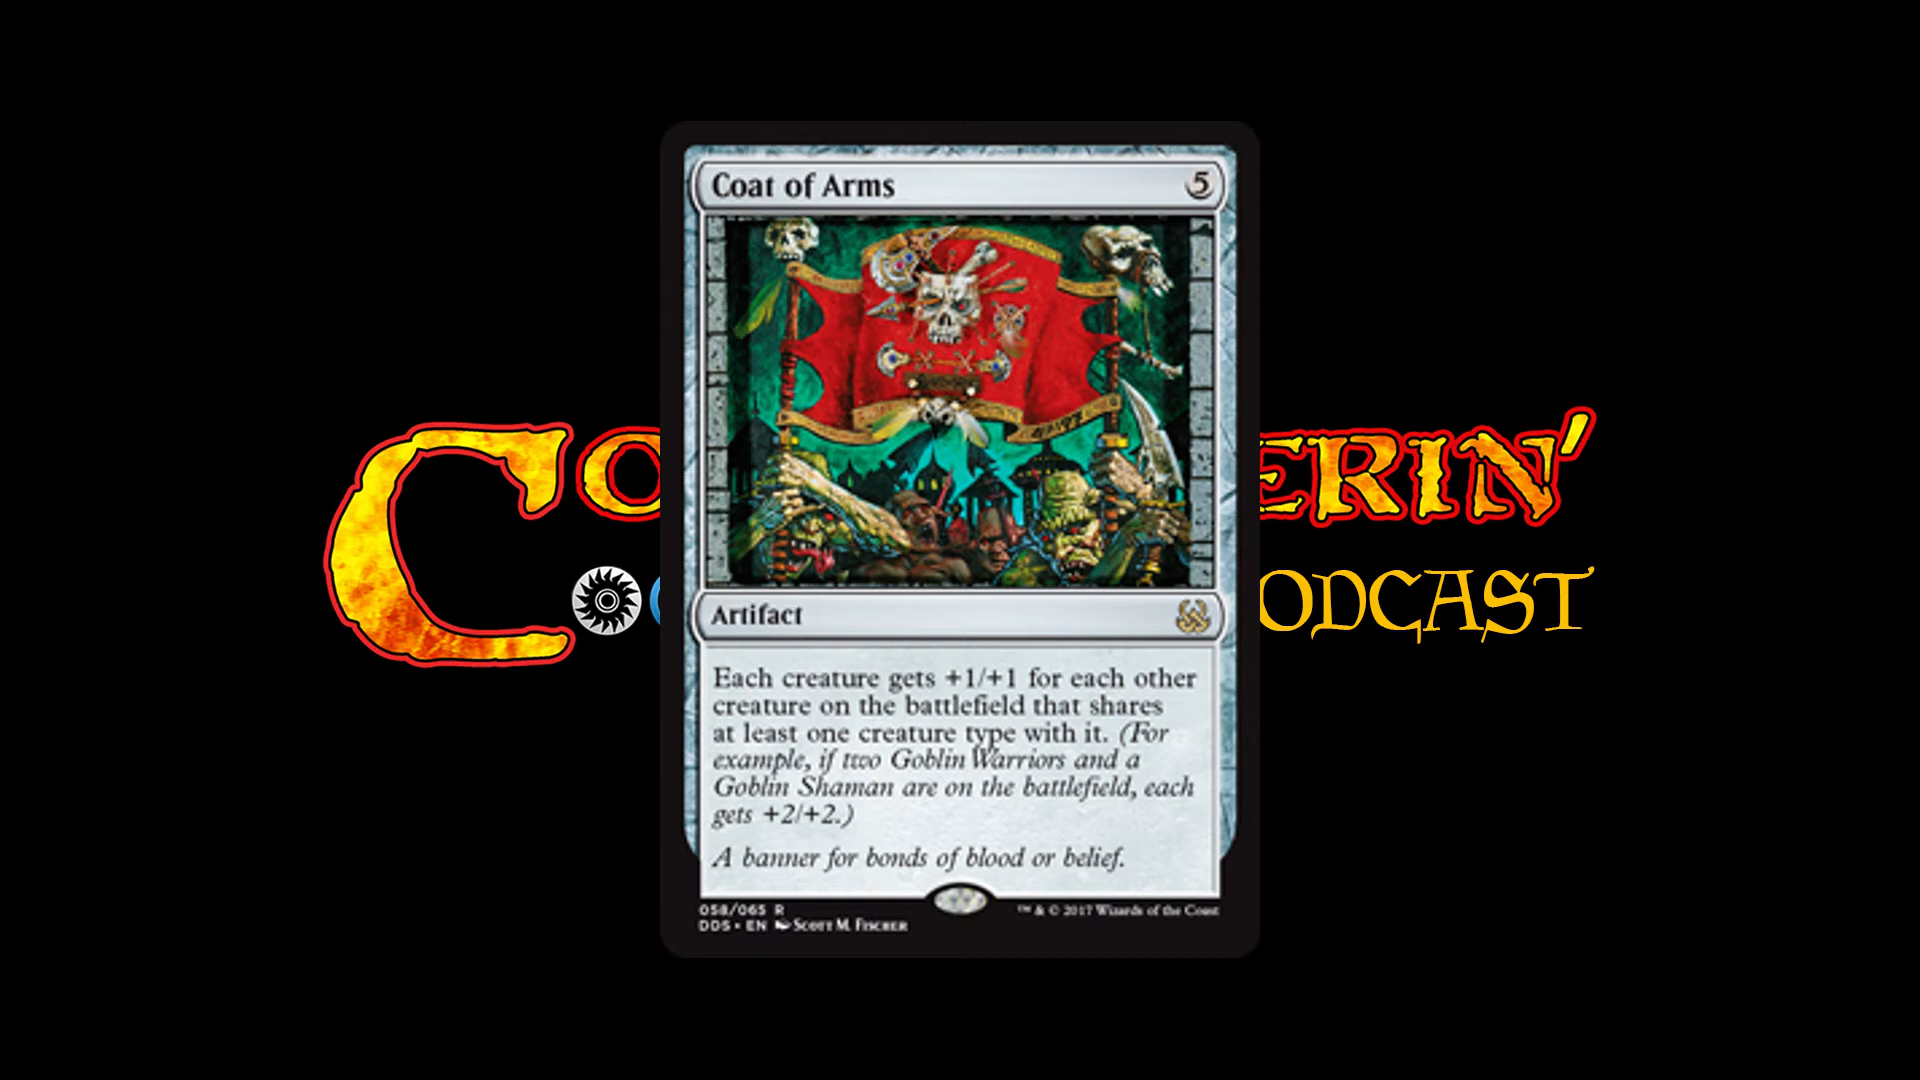 Coat of Arms 5
Co ERIN'
ODCAST
Artifact
Each creature gets +1/+1 for each other
creature on the battlefield that shares
at least one creature type with it. (For
example, if two Goblin Warriors and a
Goblin Shaman are on the battlefield, each
gets +2/+2.)
A banner for bonds of blood or belief.
058/065 R
™ & © 2017 Wizards of the Coast
DDS • EN Scott M. Fischer